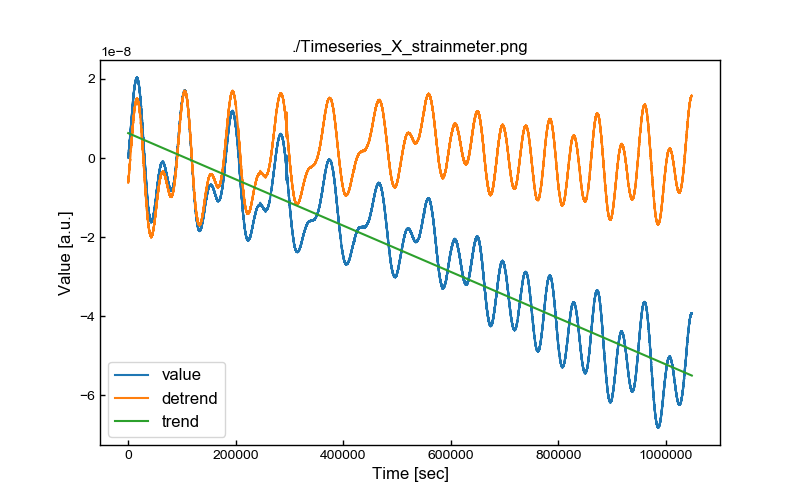 ./Timeseries_X_strainmeter.png
1e−8
2
0
−2
−4
−6
Value [a.u.]
value
detrend
trend
0 200000 400000 600000 800000 1000000
Time [sec]